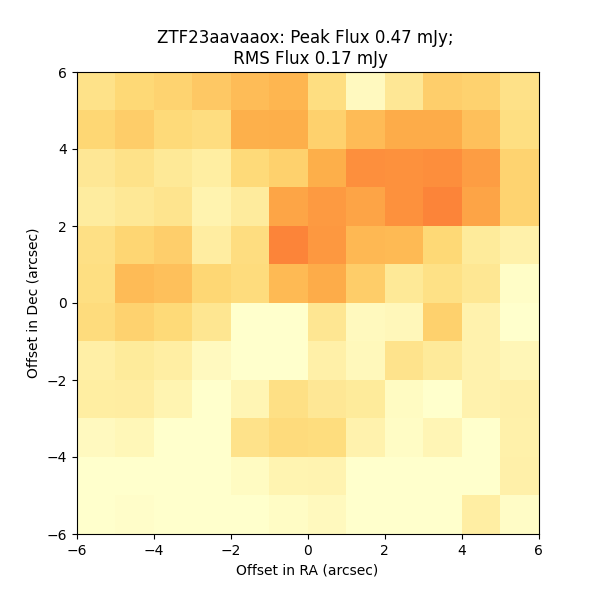 ZTF23aavaaox: Peak Flux 0.47 mJy;
RMS Flux 0.17 mJy
6
4
2
0
−2
−4
−6
Offset in Dec (arcsec)
−6 −4 −2 0 2 4 6
Offset in RA (arcsec)